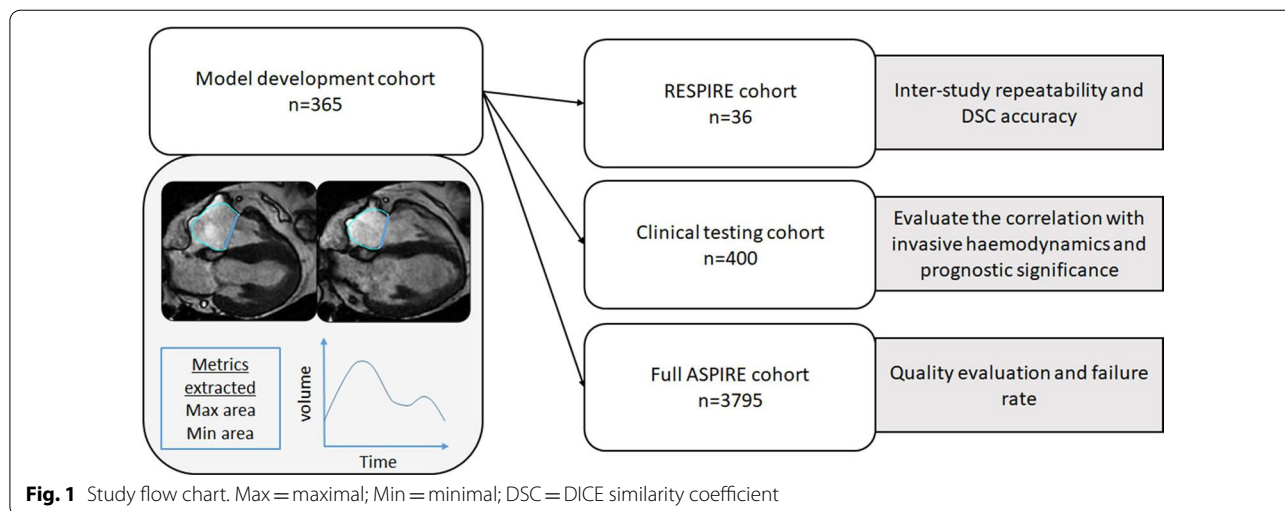 Model development cohort
n=365
Metrics
extracted
Max area
Min area
volume
Time
RESPIRE cohort
n=36
Inter-study repeatability and
DSC accuracy
Clinical testing cohort
n=400
Evaluate the correlation with
invasive haemodynamics and
prognostic significance
Full ASPIRE cohort
n=3795
Quality evaluation and failure
rate
Fig. 1 Study flow chart. Max = maximal; Min = minimal; DSC = DICE similarity coefficient